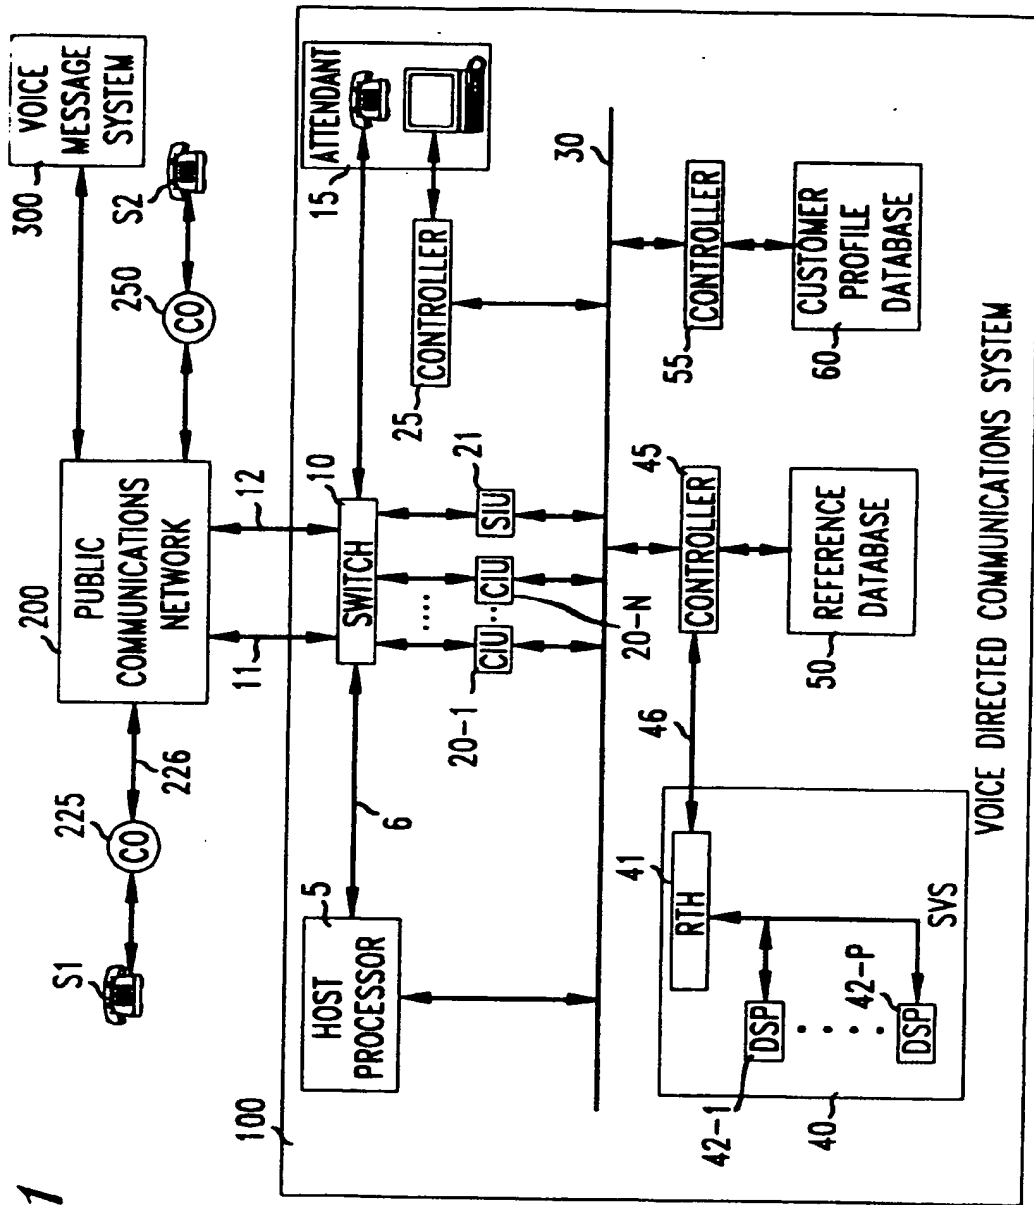 1
S1
225
CO
226
200
PUBLIC
COMMUNICATIONS
NETWORK
250
CO
S2
300
VOICE
MESSAGE
SYSTEM
11
12
100
HOST
PROCESSOR
5
6
10
SWITCH
15
ATTENDANT
20-1
CIU
CIU
20-N
SIU
21
25
CONTROLLER
30
40
SVS
41
RTH
42-1
DSP
42-P
DSP
46
45
CONTROLLER
50
REFERENCE
DATABASE
55
CONTROLLER
60
CUSTOMER
PROFILE
DATABASE
VOICE DIRECTED COMMUNICATIONS SYSTEM